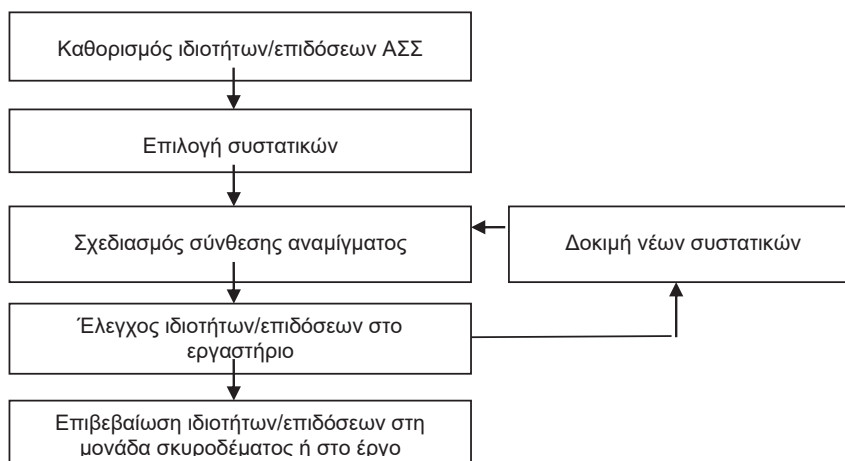 Καθορισμός ιδιοτήτων/επιδόσεων ΑΣΣ
Επιλογή συστατικών
Σχεδιασμός σύνθεσης αναμίγματος
Δοκιμή νέων συστατικών
Έλεγχος ιδιοτήτων/επιδόσεων στο
εργαστήριο
Επιβεβαίωση ιδιοτήτων/επιδόσεων στη
μονάδα σκυροδέματος ή στο έργο